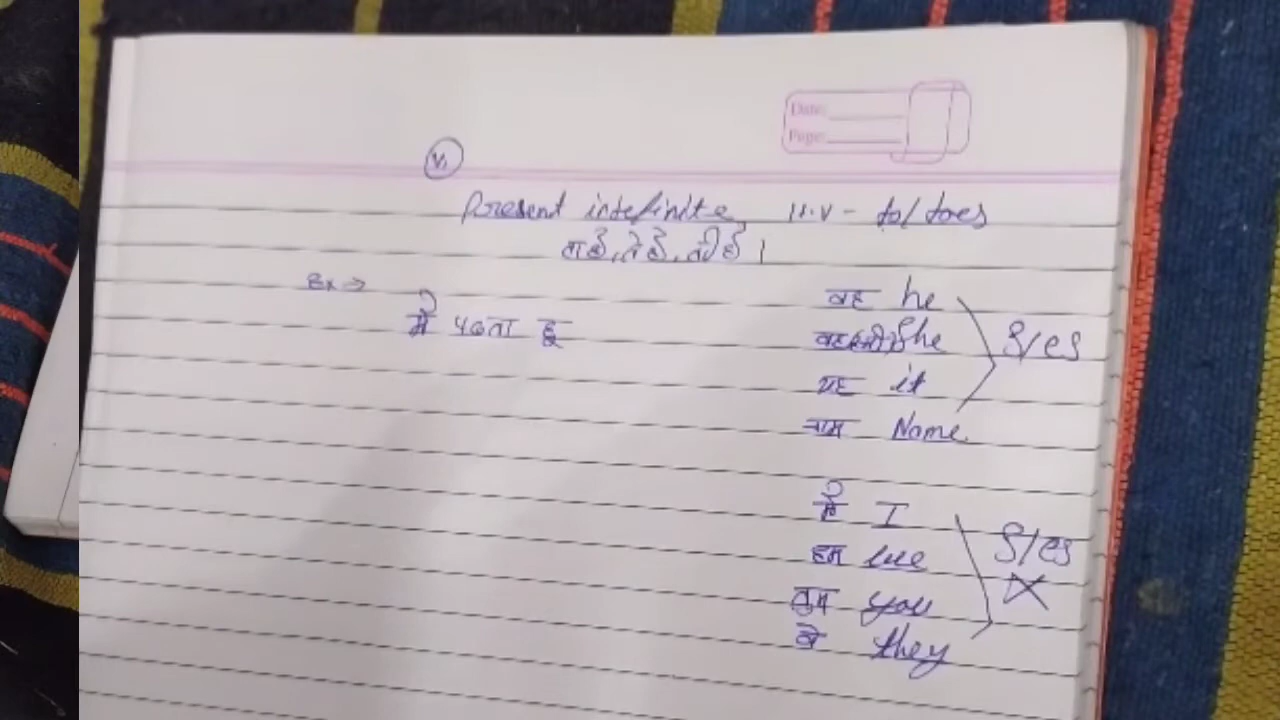 Date:
Page:
V.
Present indefinite, H.V - do/does
ता है, ते है, ती है ।
Ex →
मैं पढता हूँ
वह he
वह(स्त्री) She
यह it
नाम Name
S/es
मैं I
हम we
तुम you
वे they
S/es
X